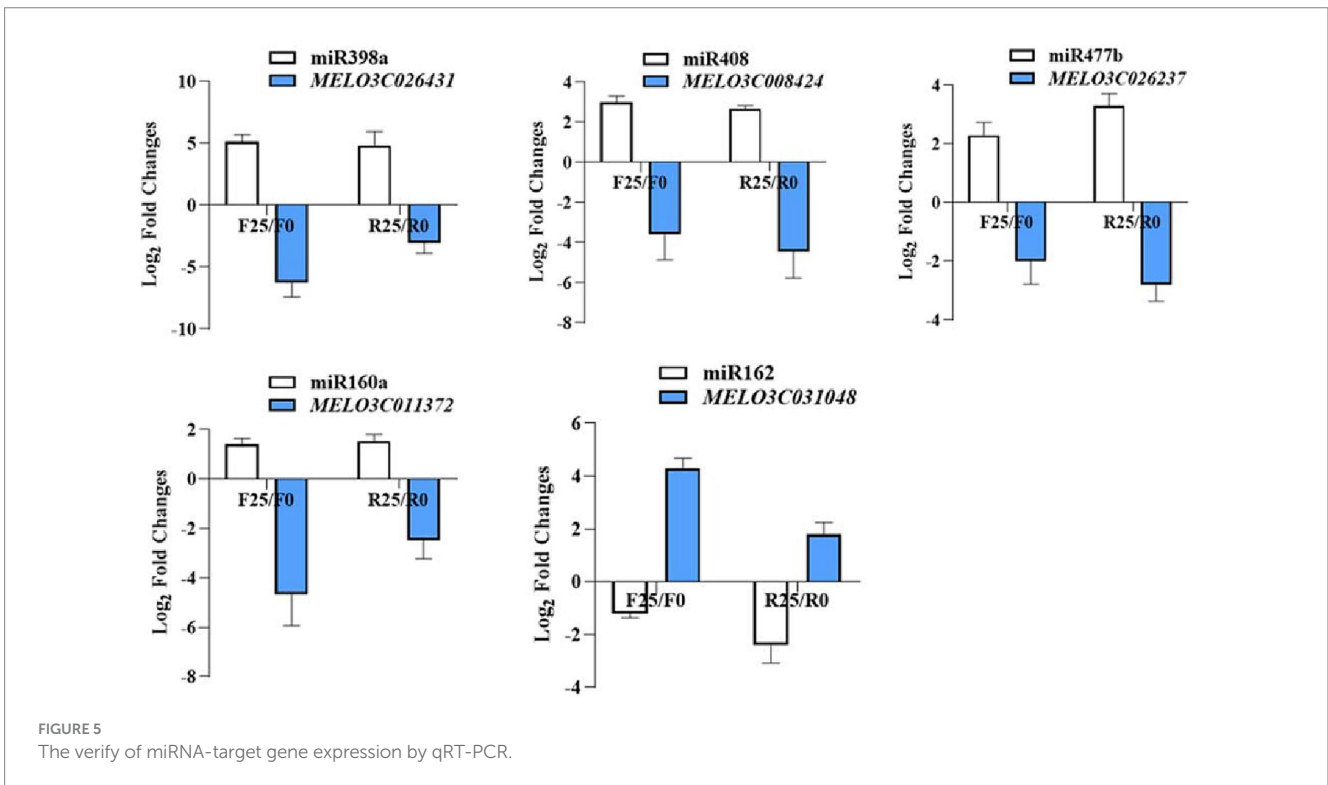 miR398a
MELO3C026431
Log2 Fold Changes
10
5
0
-5
-10
F25/F0
R25/R0
miR408
MELO3C008424
Log2 Fold Changes
4
2
0
-2
-4
-6
-8
F25/F0
R25/R0
miR477b
MELO3C026237
Log2 Fold Changes
4
2
0
-2
-4
F25/F0
R25/R0
miR160a
MELO3C011372
Log2 Fold Changes
2
0
-2
-4
-6
-8
F25/F0
R25/R0
miR162
MELO3C031048
Log2 Fold Changes
6
4
2
0
-2
-4
F25/F0
R25/R0
FIGURE 5
The verify of miRNA-target gene expression by qRT-PCR.